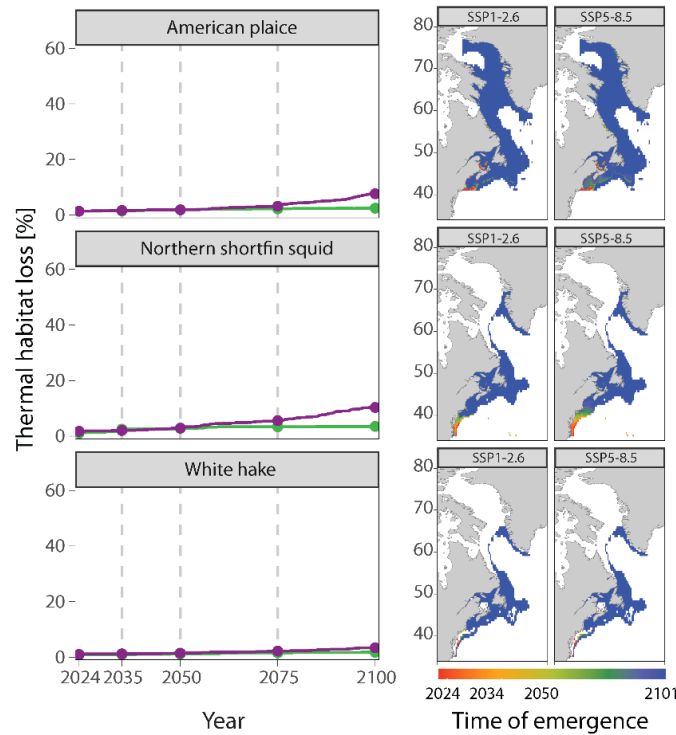 American plaice
60
40
20
0
Northern shortfin squid
60
40
20
0
White hake
60
40
20
0
2024 2035 2050 2075 2100
Year
Thermal habitat loss [%]
SSP1-2.6 SSP5-8.5
80
70
60
50
40
SSP1-2.6 SSP5-8.5
80
70
60
50
40
SSP1-2.6 SSP5-8.5
80
70
60
50
40
2024 2034 2050 2101
Time of emergence